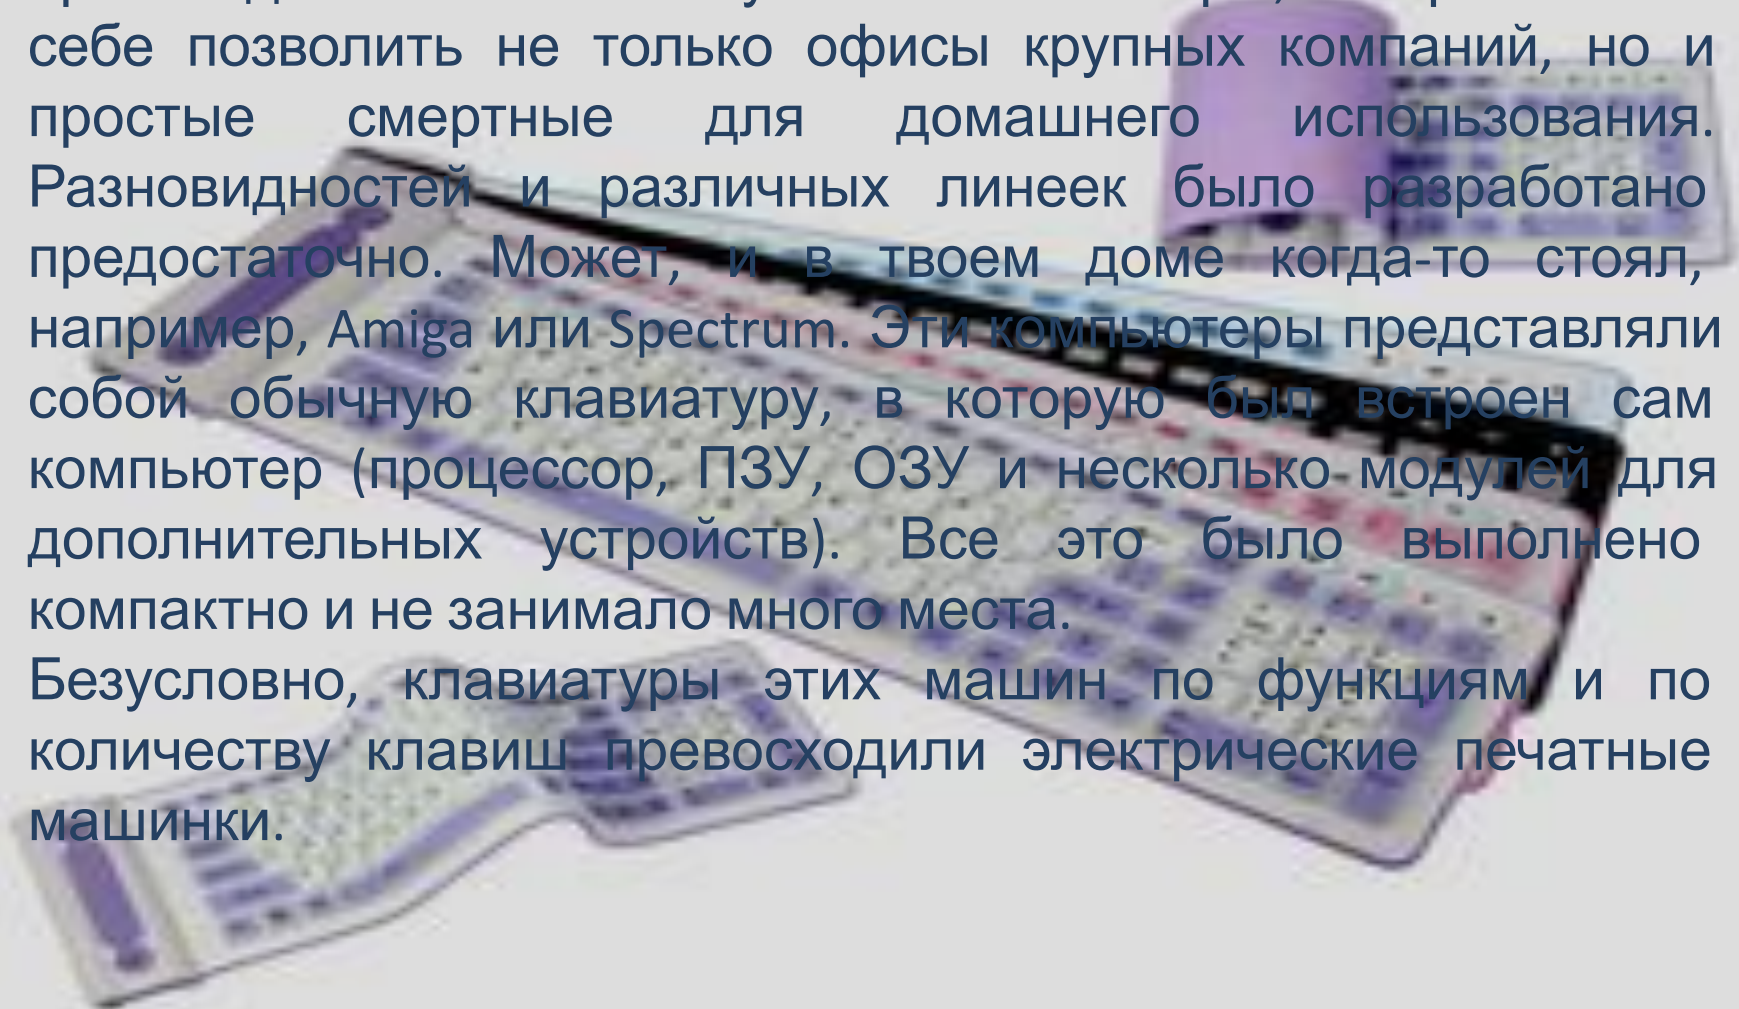 себе позволить не только офисы крупных компаний, но и
простые смертные для домашнего использования.
Разновидностей и различных линеек было разработано
предостаточно. Может, и в твоем доме когда-то стоял,
например, Amiga или Spectrum. Эти компьютеры представляли
собой обычную клавиатуру, в которую был встроен сам
компьютер (процессор, ПЗУ, ОЗУ и несколько модулей для
дополнительных устройств). Все это было выполнено
компактно и не занимало много места.
Безусловно, клавиатуры этих машин по функциям и по
количеству клавиш превосходили электрические печатные
машинки.